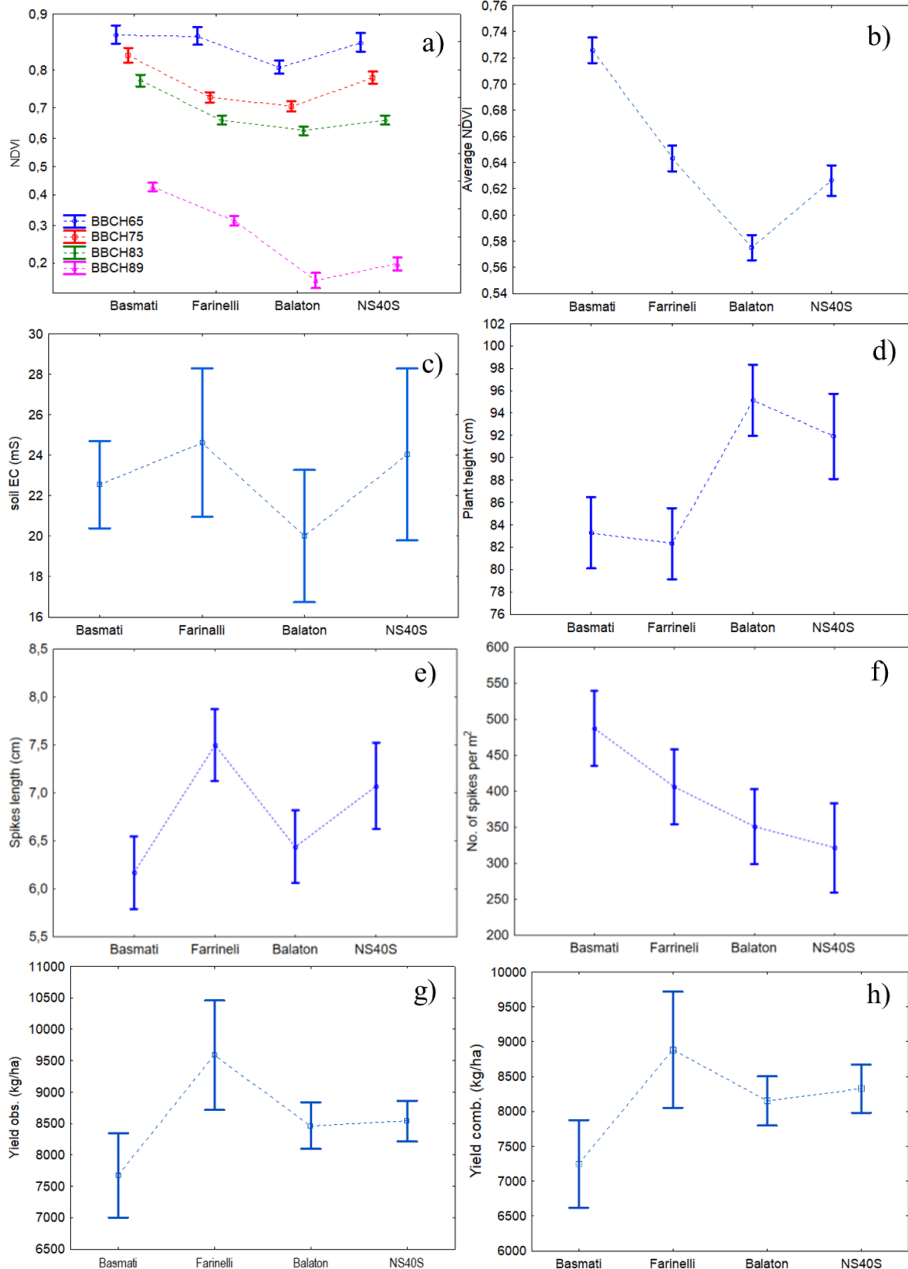 a)
NDVI
0,9
0,8
0,7
0,6
0,4
0,3
0,2
BBCH65
BBCH75
BBCH83
BBCH89
Basmati Farinelli Balaton NS40S
b)
Average NDVI
0,74
0,72
0,70
0,68
0,66
0,64
0,62
0,60
0,58
0,56
0,54
Basmati Farrineli Balaton NS40S
c)
soil EC (mS)
30
28
26
24
22
20
18
16
Basmati Farinalli Balaton NS40S
d)
Plant height (cm)
102
100
98
96
94
92
90
88
86
84
82
80
78
76
Basmati Farrineli Balaton NS40S
e)
Spikes length (cm)
8,5
8,0
7,5
7,0
6,5
6,0
5,5
Basmati Farrineli Balaton NS40S
f)
No. of spikes per m2
600
550
500
450
400
350
300
250
200
Basmati Farrineli Balaton NS40S
g)
Yield obs. (kg/ha)
11000
10500
10000
9500
9000
8500
8000
7500
7000
6500
Basmati Farinelli Balaton NS40S
h)
Yield comb. (kg/ha)
10000
9500
9000
8500
8000
7500
7000
6500
6000
Basmati Farinelli Balaton NS40S